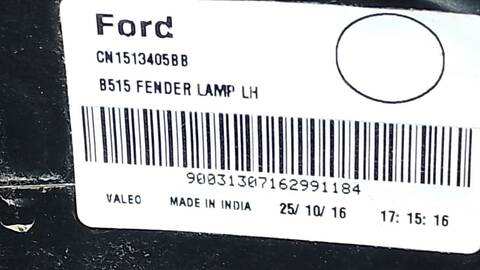 Ford
CN1513405BB
B515 FENDER LAMP LH
90031307162991184
VALEO MADE IN INDIA 25/ 10/ 16 17: 15: 16